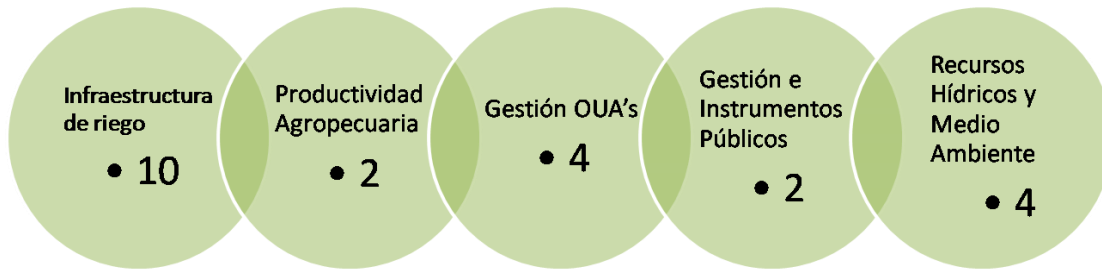 Infraestructura
de riego
• 10
Productividad
Agropecuaria
• 2
Gestión OUA's
• 4
Gestión e
Instrumentos
Públicos
• 2
Recursos
Hídricos y
Medio
Ambiente
• 4